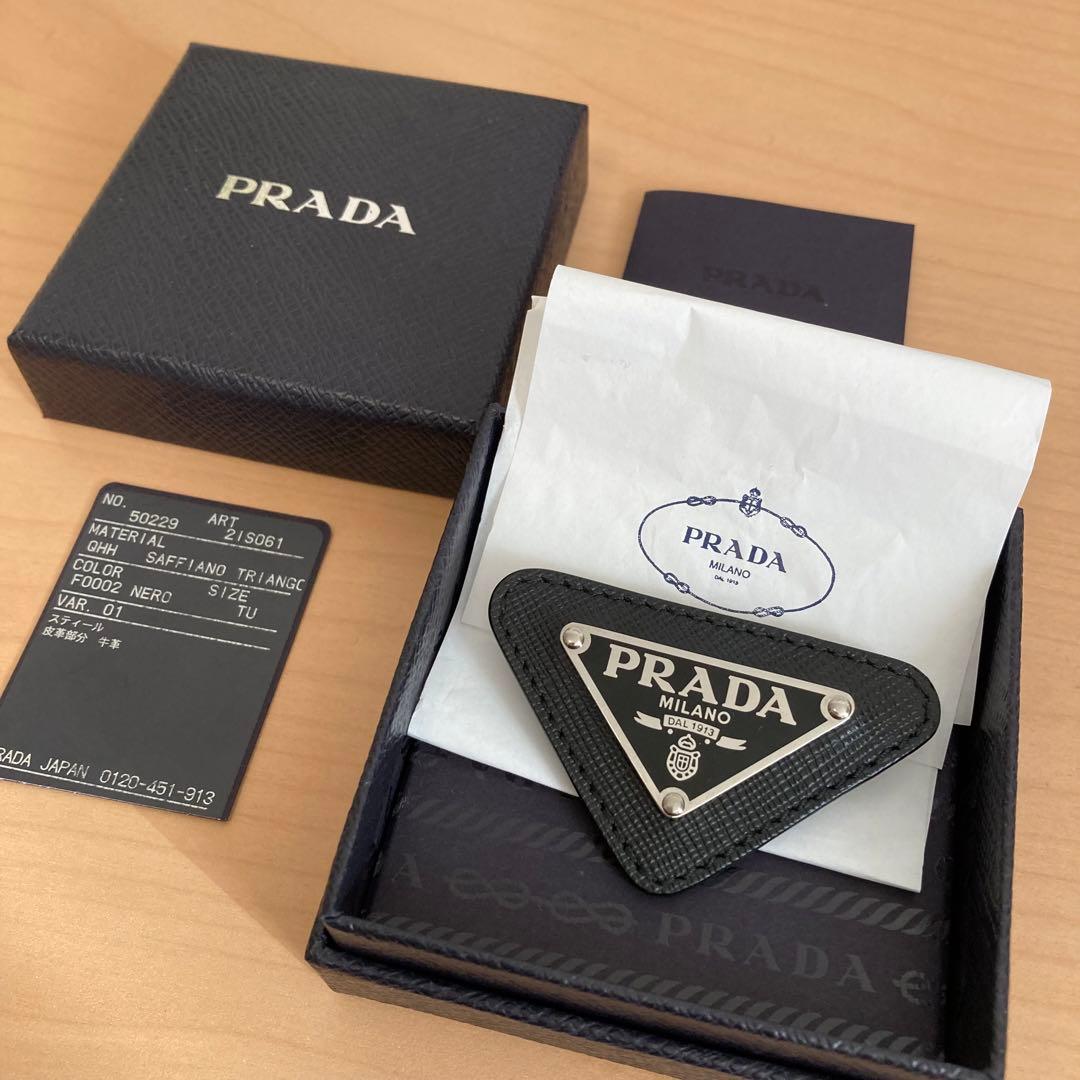 PRADA
PRADA
NO. 50229 ART 2IS061
MATERIAL
QHH SAFFIANO TRIANGO
COLOR SIZE
F0002 NERO TU
VAR. 01
スティール
皮革部分 牛革
RADA JAPAN 0120-451-913
PRADA
MILANO
DAL 1913
PRADA
MILANO
DAL 1913
A PRADA